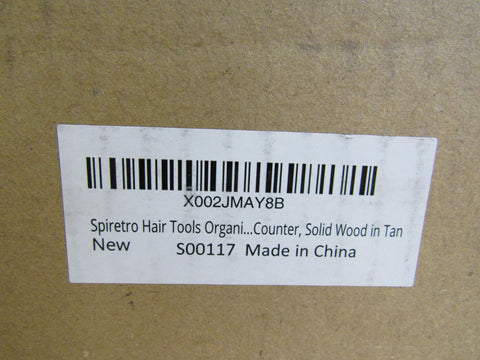 X002JMAY8B
Spiretro Hair Tools Organi...Counter, Solid Wood in Tan
New S00117 Made in China